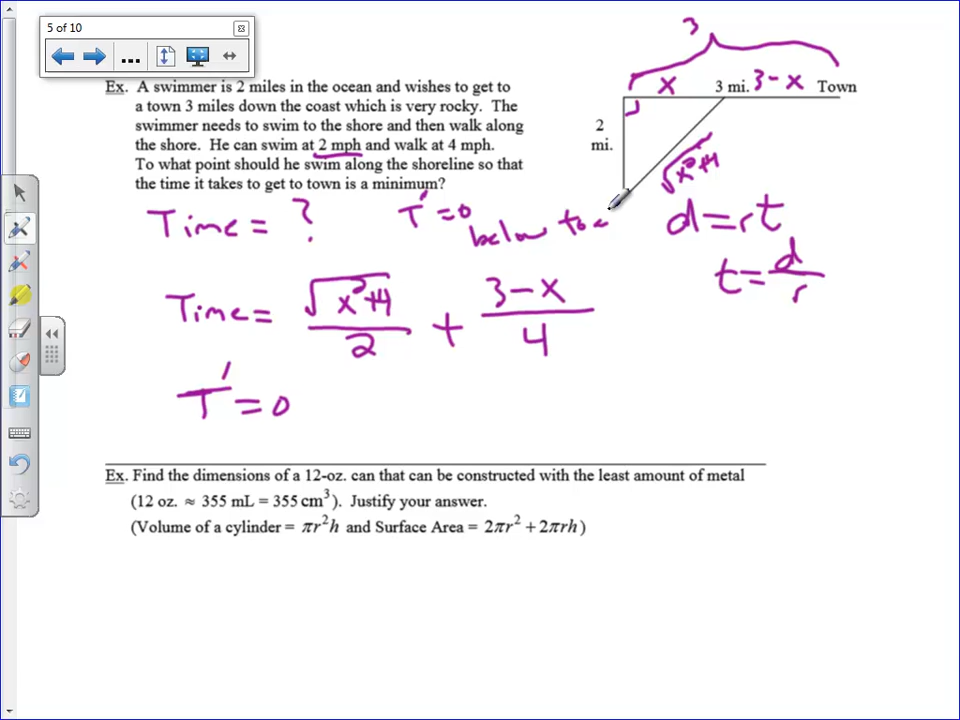 5 of 10
3
Ex. A swimmer is 2 miles in the ocean and wishes to get to
a town 3 miles down the coast which is very rocky. The
swimmer needs to swim to the shore and then walk along
the shore. He can swim at 2 mph and walk at 4 mph.
To what point should he swim along the shoreline so that
the time it takes to get to town is a minimum?
x 3 mi. 3-x Town
2
mi.
√x²+4
Time = ? T'=0 below to
d=rt
t=d/r
Time = √x²+4/2 + 3-x/4
T'=0
Ex. Find the dimensions of a 12-oz. can that can be constructed with the least amount of metal
(12 oz. ≈ 355 mL = 355 cm³). Justify your answer.
(Volume of a cylinder = πr²h and Surface Area = 2πr² + 2πrh)